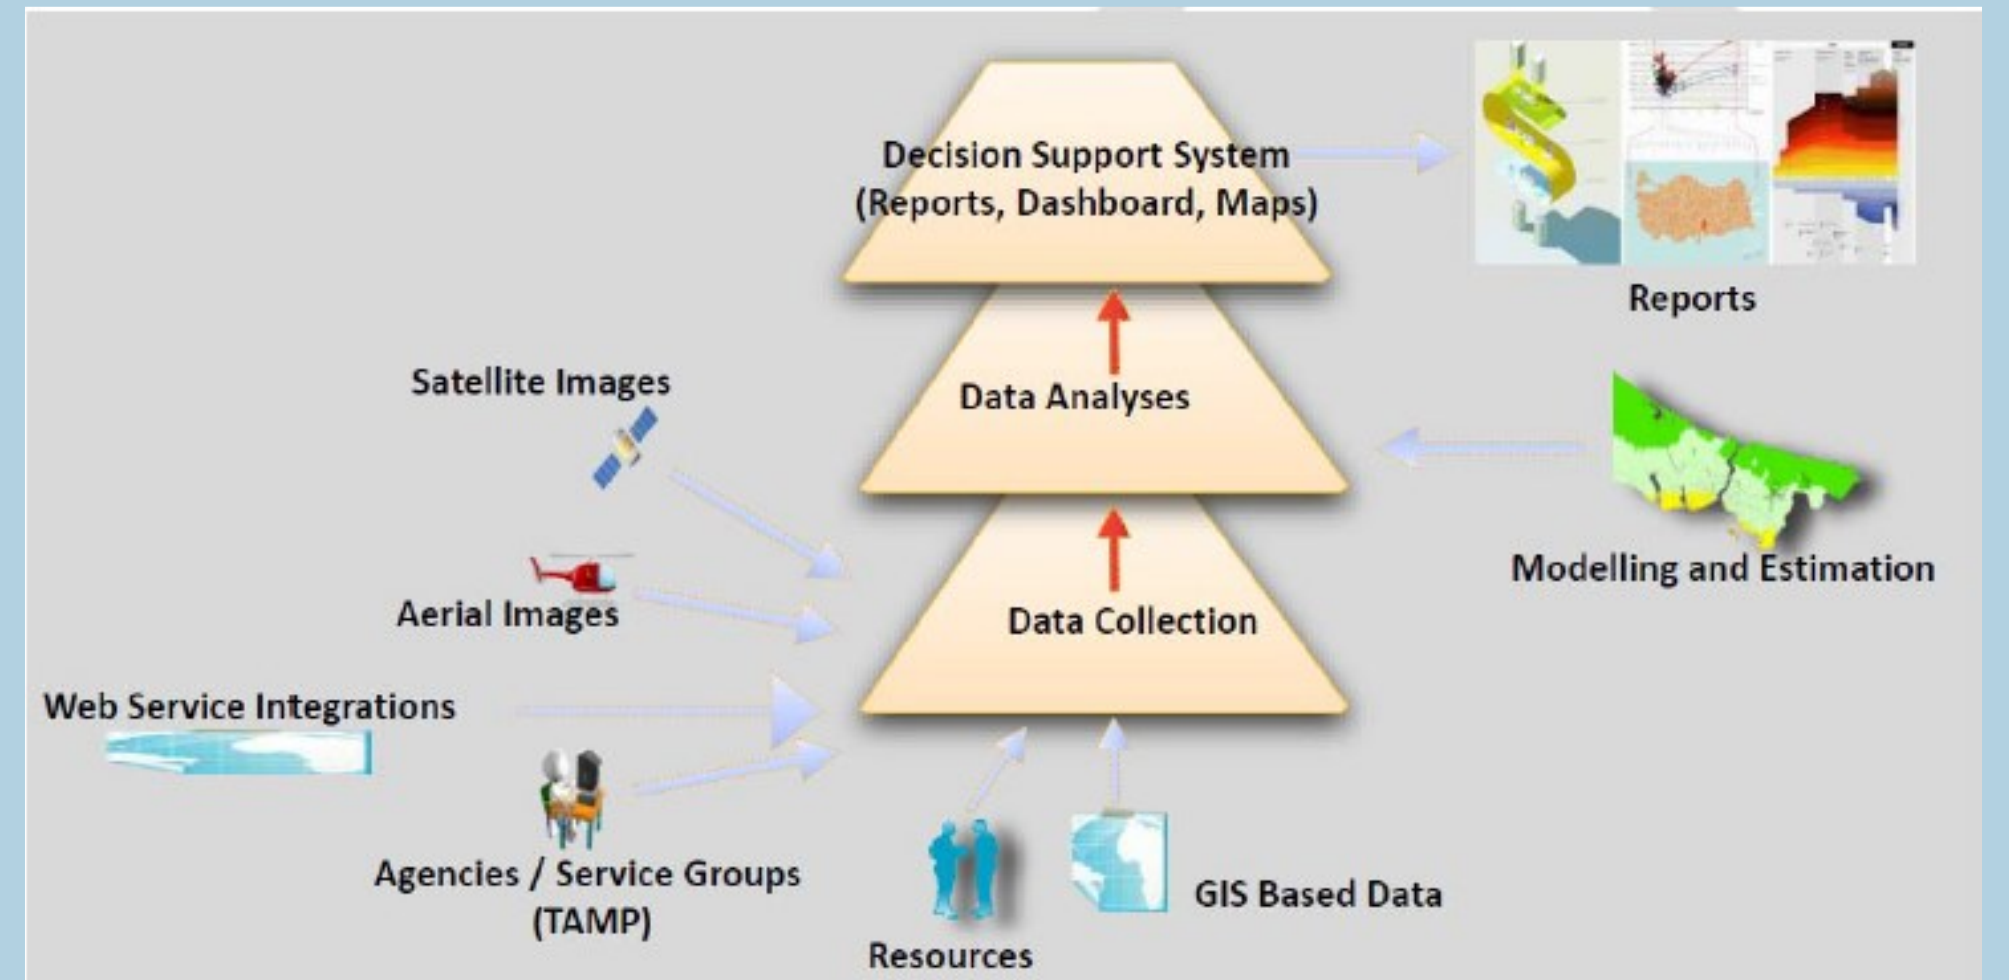 Decision Support System
(Reports, Dashboard, Maps)
Reports
Satellite Images
Data Analyses
Modelling and Estimation
Aerial Images
Data Collection
Web Service Integrations
Agencies / Service Groups
(TAMP)
GIS Based Data
Resources